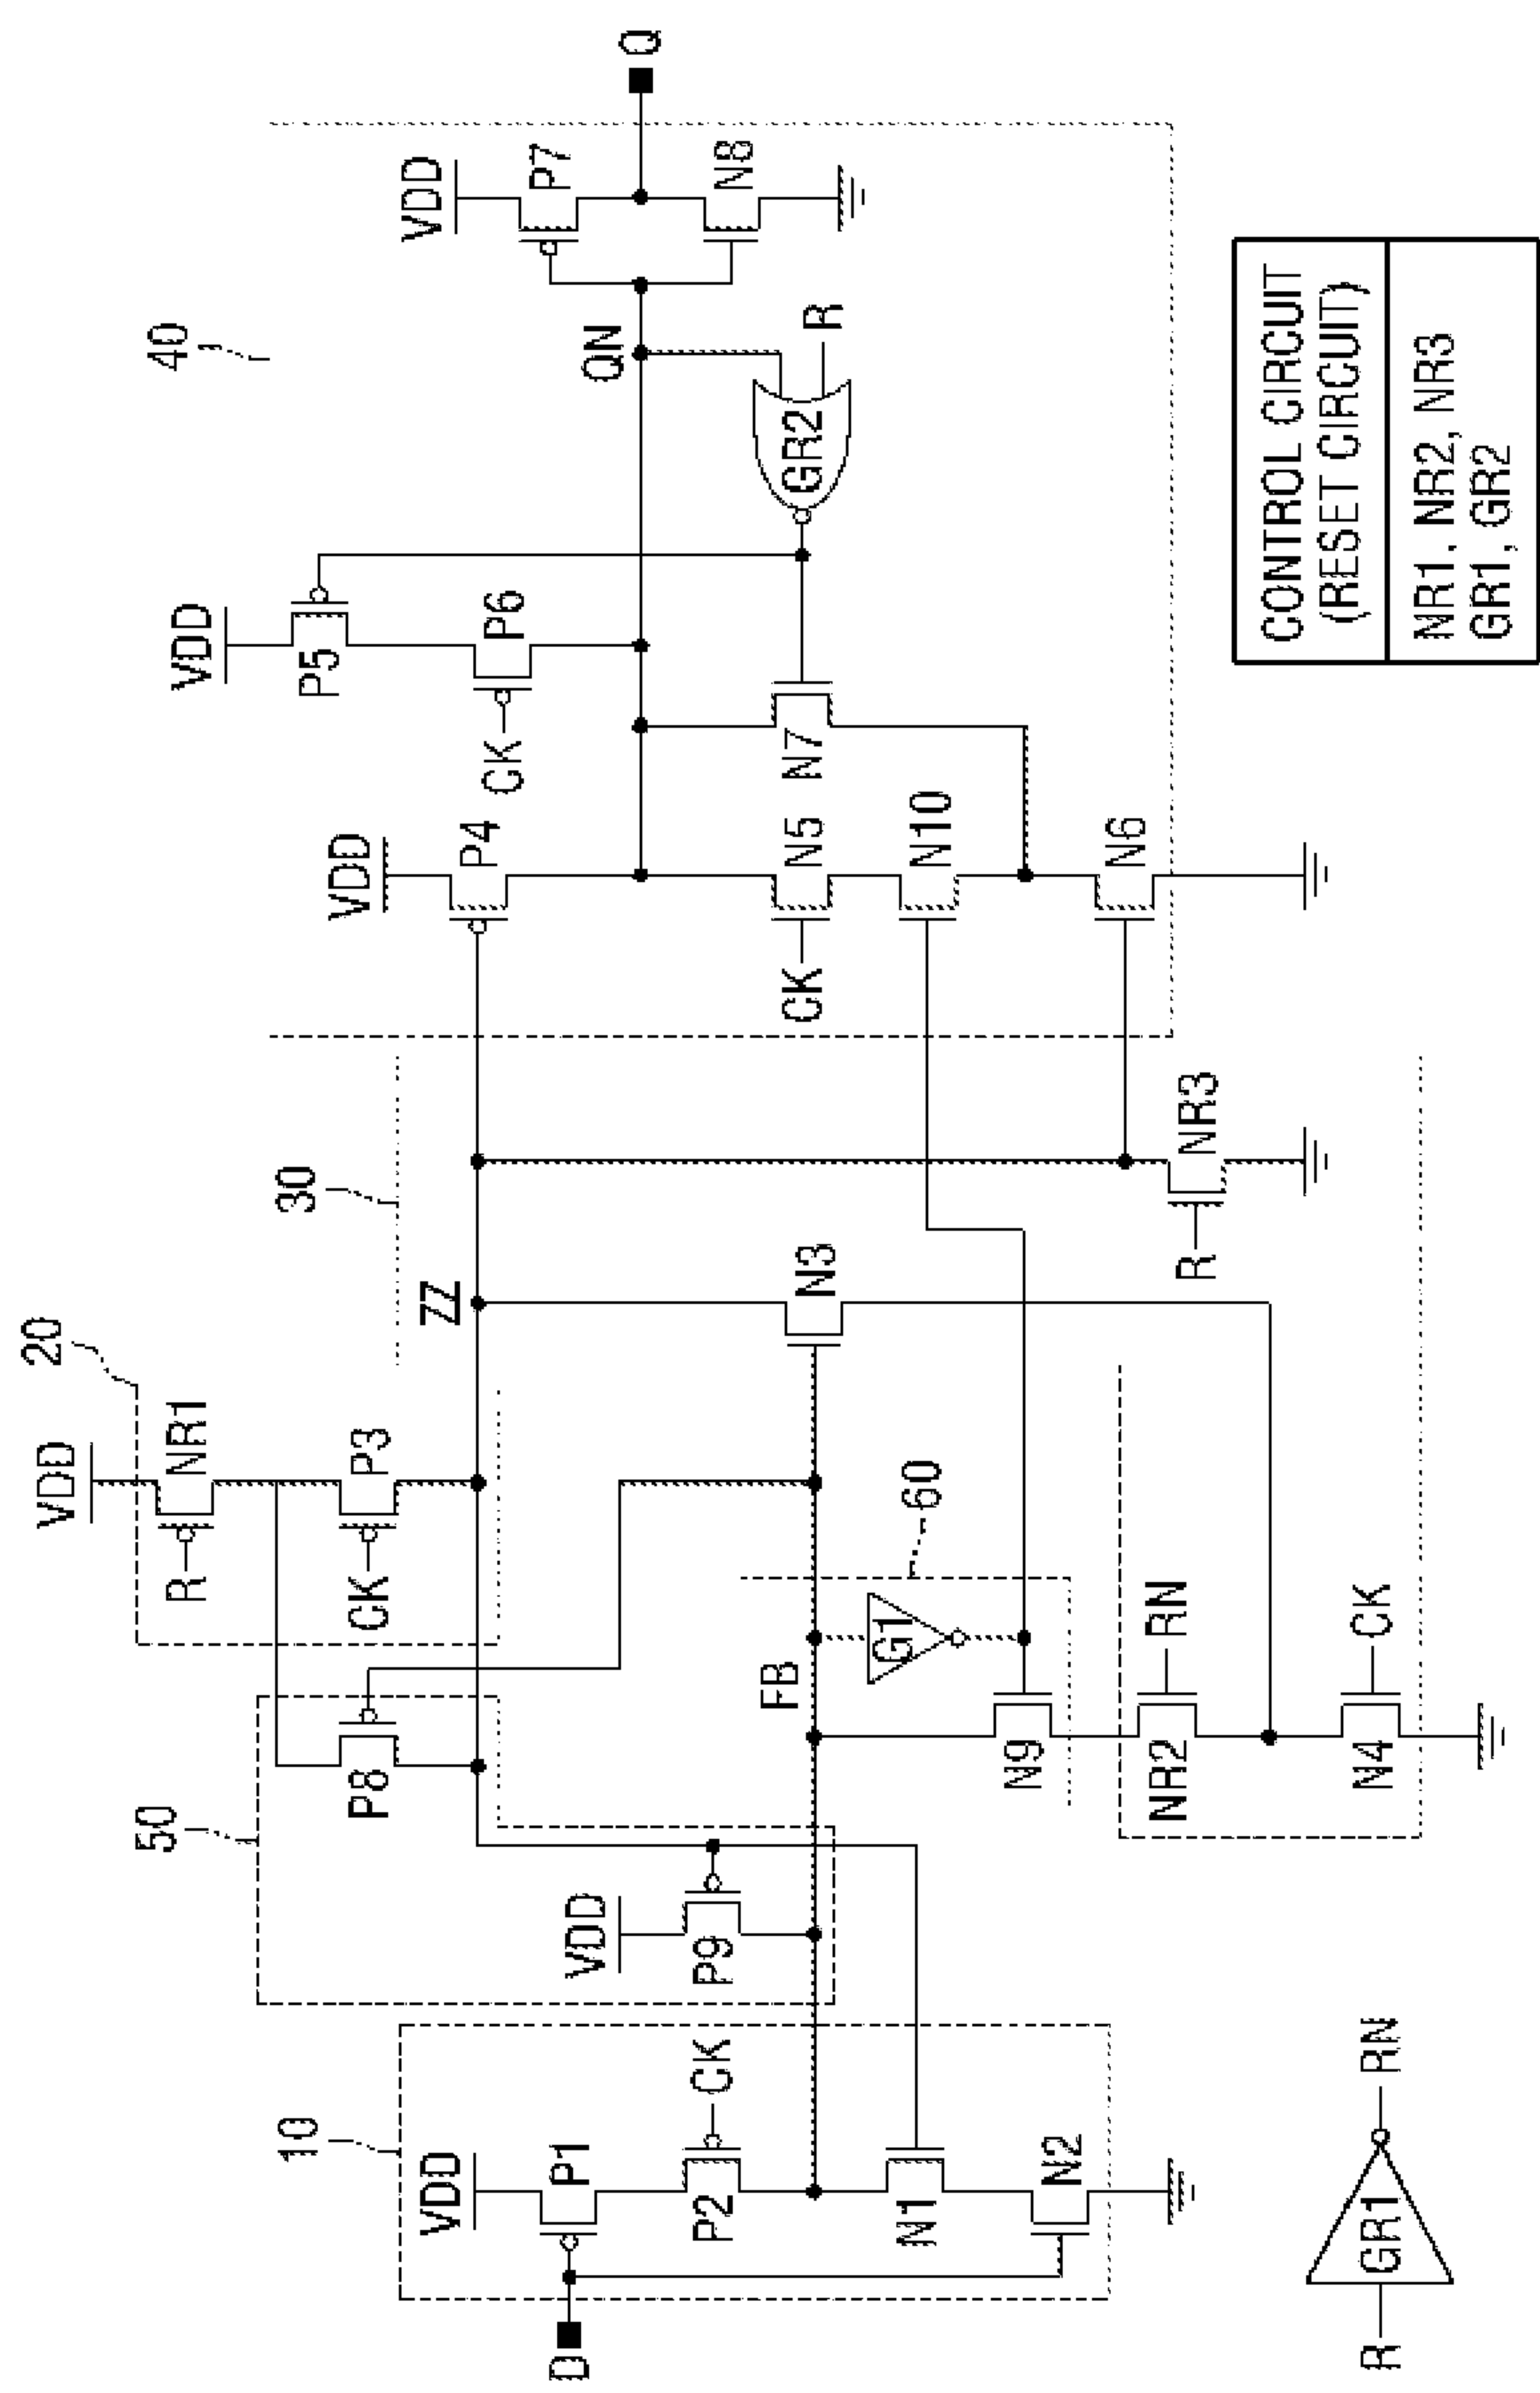 40
VDD
P7
Q
N8
QN
R
GR2
VDD
P5
P6
CK
N7
VDD
P4
N5
CK
N10
N6
30
ZZ
N3
NR3
R
20
VDD
NR1
R
P3
CK
60
G1
FB
N9
RN
NR2
CK
N4
50
P8
VDD
P9
10
VDD
P1
CK
P2
N1
N2
D
R
GR1
RN
CONTROL CIRCUIT
(RESET CIRCUIT)
NR1, NR2, NR3
GR1, GR2